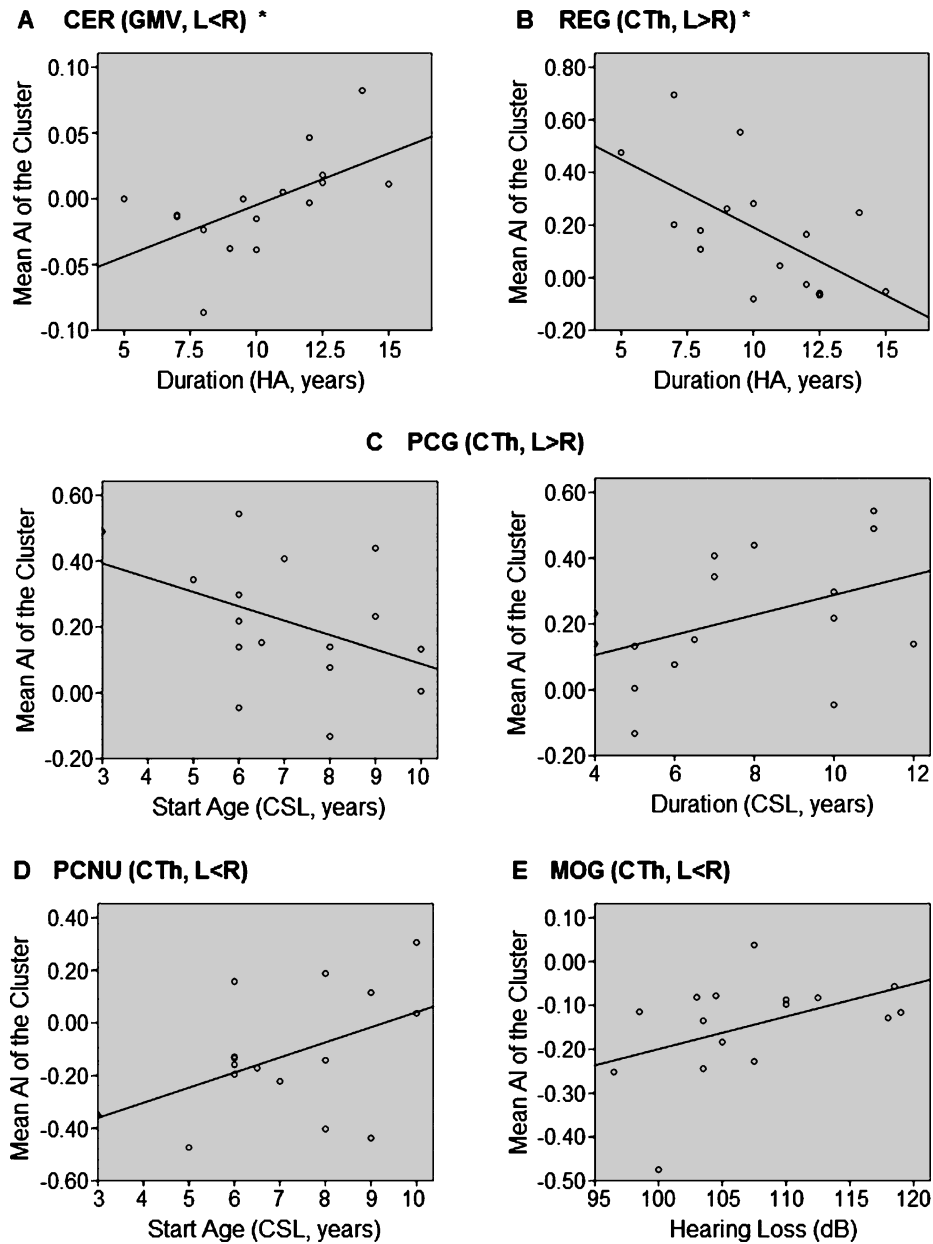 A CER (GMV, L<R) *
Mean AI of the Cluster
0.10
0.05
0.00
-0.05
-0.10
5 7.5 10 12.5 15
Duration (HA, years)
B REG (CTh, L>R) *
Mean AI of the Cluster
0.80
0.60
0.40
0.20
0.00
-0.20
5 7.5 10 12.5 15
Duration (HA, years)
C PCG (CTh, L>R)
Mean AI of the Cluster
0.60
0.40
0.20
0.00
-0.20
3 4 5 6 7 8 9 10
Start Age (CSL, years)
Mean AI of the Cluster
0.60
0.40
0.20
0.00
-0.20
4 6 8 10 12
Duration (CSL, years)
D PCNU (CTh, L<R)
Mean AI of the Cluster
0.40
0.20
0.00
-0.20
-0.40
-0.60
3 4 5 6 7 8 9 10
Start Age (CSL, years)
E MOG (CTh, L<R)
Mean AI of the Cluster
0.10
0.00
-0.10
-0.20
-0.30
-0.40
-0.50
95 100 105 110 115 120
Hearing Loss (dB)